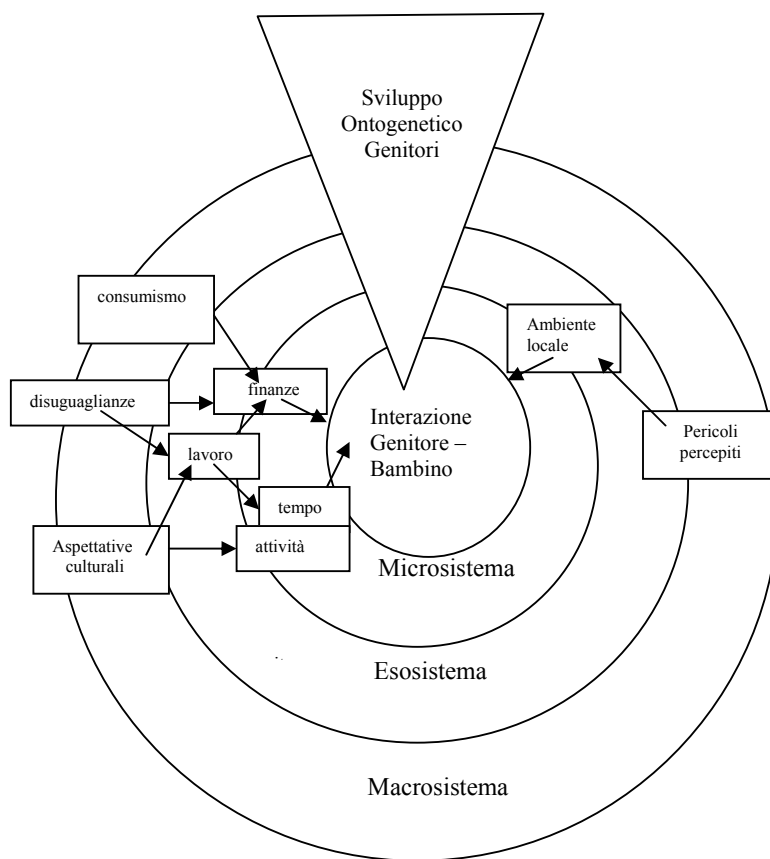 Sviluppo
Ontogenetico
Genitori
consumismo
Ambiente
locale
disuguaglianze
finanze
Interazione
Genitore –
Bambino
lavoro
Pericoli
percepiti
tempo
Aspettative
culturali
attività
Microsistema
Esosistema
Macrosistema